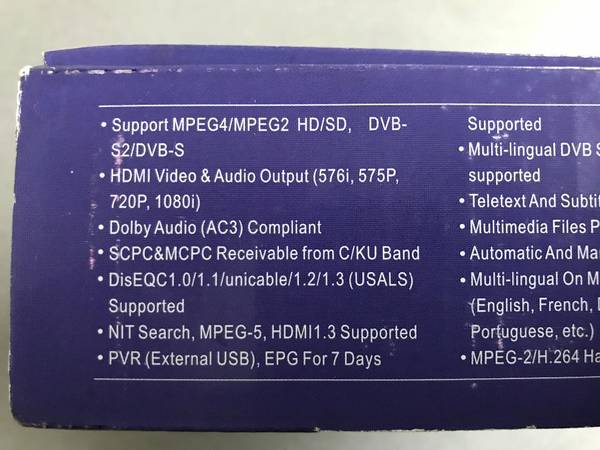 • Support MPEG4/MPEG2 HD/SD, DVB-
S2/DVB-S
• HDMI Video & Audio Output (576i, 575P,
720P, 1080i)
• Dolby Audio (AC3) Compliant
• SCPC&MCPC Receivable from C/KU Band
• DisEQC1.0/1.1/unicable/1.2/1.3 (USALS)
Supported
• NIT Search, MPEG-5, HDMI1.3 Supported
• PVR (External USB), EPG For 7 Days
Supported
• Multi-lingual DVB
supported
• Teletext And
• Multimedia Files
• Automatic And
• Multi-lingual On
(English, French,
Portuguese, etc.)
• MPEG-2/H.264